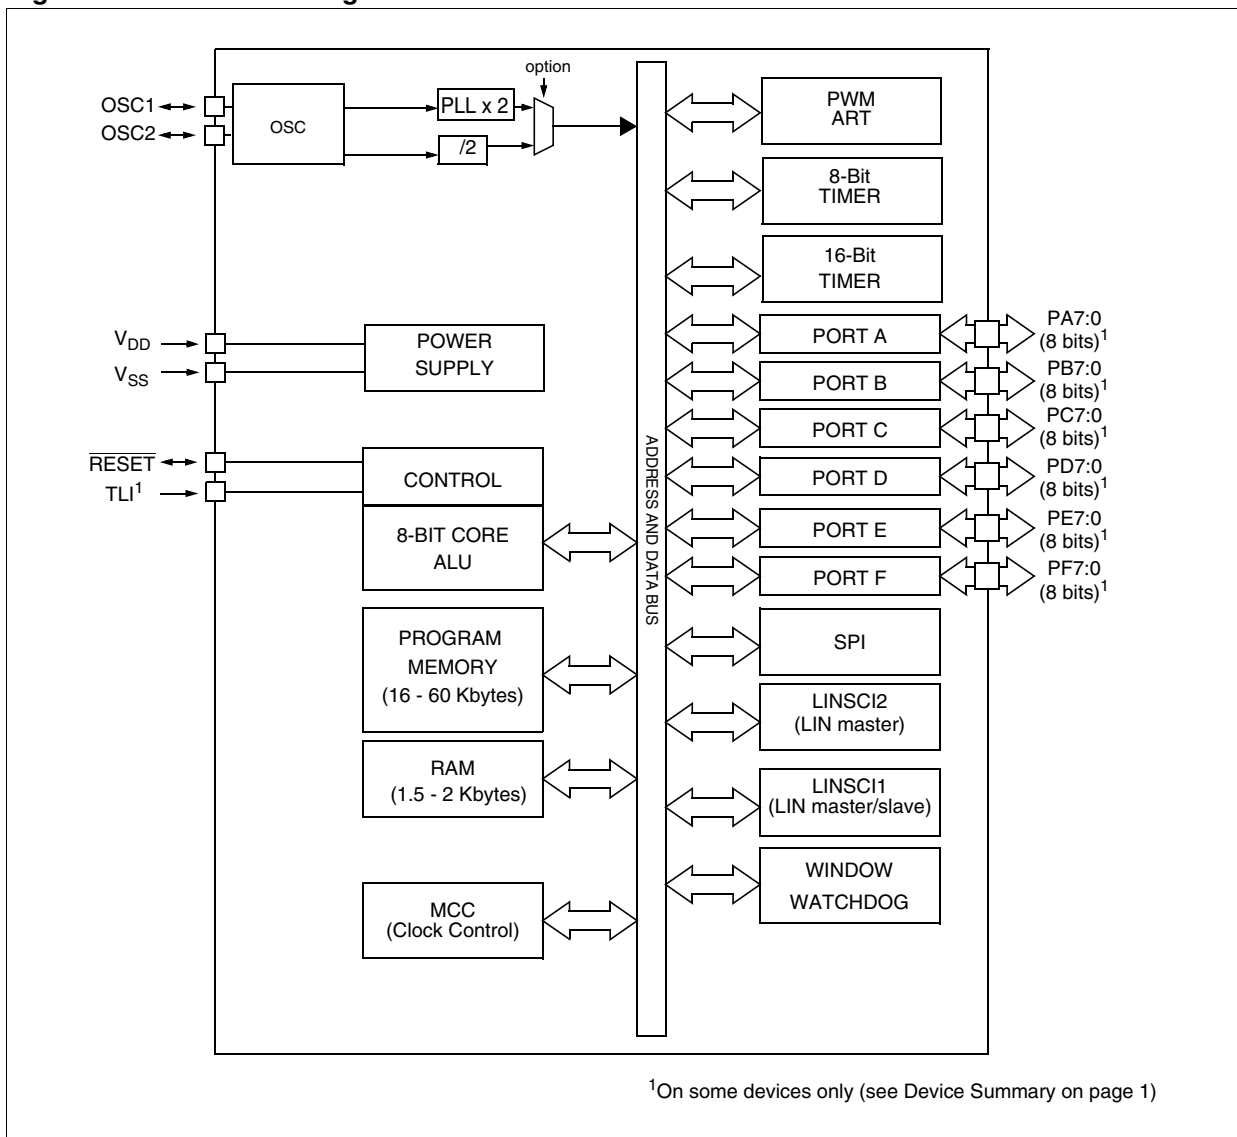 option
OSC1
OSC2
OSC
PLL x 2
/2
PWM
ART
8-Bit
TIMER
16-Bit
TIMER
VDD
VSS
POWER
SUPPLY
RESET
TLI1
CONTROL
8-BIT CORE
ALU
PROGRAM
MEMORY
(16 - 60 Kbytes)
RAM
(1.5 - 2 Kbytes)
MCC
(Clock Control)
ADDRESS AND DATA BUS
PORT A
PA7:0
(8 bits)1
PORT B
PB7:0
(8 bits)1
PORT C
PC7:0
(8 bits)1
PORT D
PD7:0
(8 bits)1
PORT E
PE7:0
(8 bits)1
PORT F
PF7:0
(8 bits)1
SPI
LINSCI2
(LIN master)
LINSCI1
(LIN master/slave)
WINDOW
WATCHDOG
1On some devices only (see Device Summary on page 1)